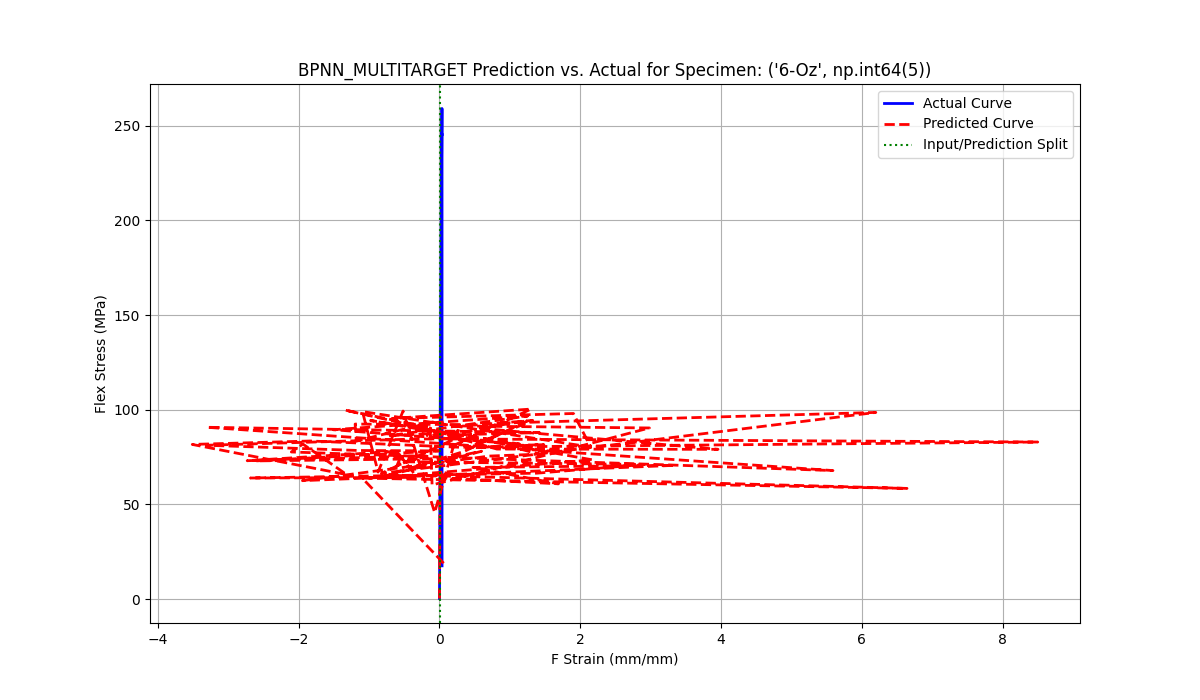 BPNN_MULTITARGET Prediction vs. Actual for Specimen: ('6-Oz', np.int64(5))
Actual Curve
Predicted Curve
Input/Prediction Split
Flex Stress (MPa)
250
200
150
100
50
0
−4
−2
0
2
4
6
8
F Strain (mm/mm)